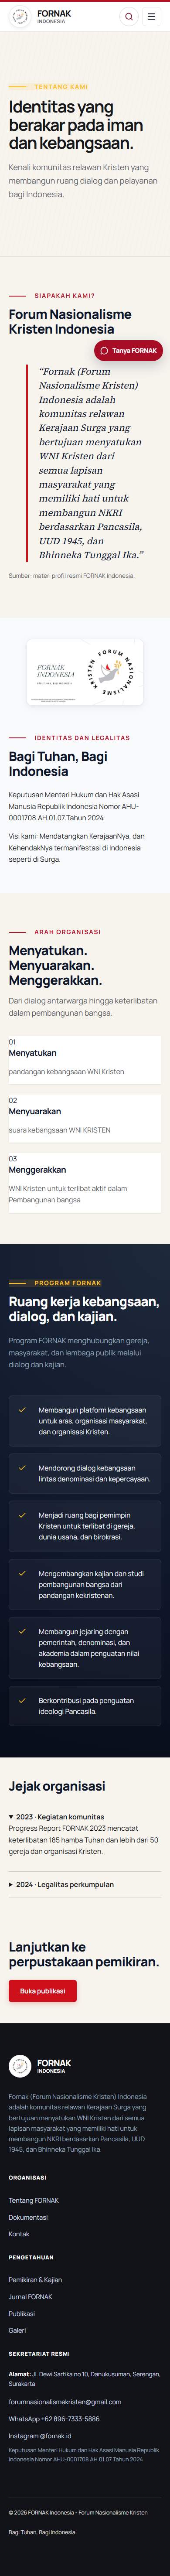 FORNAK
INDONESIA
TENTANG KAMI
Identitas yang
berakar pada iman
dan kebangsaan.
Kenali komunitas relawan Kristen yang
membangun ruang dialog dan pelayanan
bagi Indonesia.
SIAPAKAH KAMI?
Forum Nasionalisme
Kristen Indonesia
Tanya FORNAK
“Fornak (Forum
Nasionalisme Kristen)
Indonesia adalah
komunitas relawan
Kerajaan Surga yang
bertujuan menyatukan
WNI Kristen dari
semua lapisan
masyarakat yang
memiliki hati untuk
membangun NKRI
berdasarkan Pancasila,
UUD 1945, dan
Bhinneka Tunggal Ika.”
Sumber: materi profil resmi FORNAK Indonesia.
FORNAK
INDONESIA
FORUM NASIONALISME KRISTEN
IDENTITAS DAN LEGALITAS
Bagi Tuhan, Bagi
Indonesia
Keputusan Menteri Hukum dan Hak Asasi
Manusia Republik Indonesia Nomor AHU-
0001708.AH.01.07.Tahun 2024
Visi kami: Mendatangkan KerajaanNya, dan
KehendakNya termanifestasi di Indonesia
seperti di Surga.
ARAH ORGANISASI
Menyatukan.
Menyuarakan.
Menggerakkan.
Dari dialog antarwarga hingga keterlibatan
dalam pembangunan bangsa.
01
Menyatukan
pandangan kebangsaan WNI Kristen
02
Menyuarakan
suara kebangsaan WNI KRISTEN
03
Menggerakkan
WNI Kristen untuk terlibat aktif dalam
Pembangunan bangsa
PROGRAM FORNAK
Ruang kerja kebangsaan,
dialog, dan kajian.
Program FORNAK menghubungkan gereja,
masyarakat, dan lembaga publik melalui
dialog dan kajian.
Membangun platform kebangsaan
untuk aras, organisasi masyarakat,
dan organisasi Kristen.
Mendorong dialog kebangsaan
lintas denominasi dan kepercayaan.
Menjadi ruang bagi pemimpin
Kristen untuk terlibat di gereja,
dunia usaha, dan birokrasi.
Mengembangkan kajian dan studi
pembangunan bangsa dari
pandangan kekristenan.
Membangun jejaring dengan
pemerintah, denominasi, dan
akademia dalam penguatan nilai
kebangsaan.
Berkontribusi pada penguatan
ideologi Pancasila.
Jejak organisasi
2023 · Kegiatan komunitas
Progress Report FORNAK 2023 mencatat
keterlibatan 185 hamba Tuhan dan lebih dari 50
gereja dan organisasi Kristen.
2024 · Legalitas perkumpulan
Lanjutkan ke
perpustakaan pemikiran.
Buka publikasi
FORNAK
INDONESIA
Fornak (Forum Nasionalisme Kristen) Indonesia
adalah komunitas relawan Kerajaan Surga yang
bertujuan menyatukan WNI Kristen dari semua
lapisan masyarakat yang memiliki hati untuk
membangun NKRI berdasarkan Pancasila, UUD
1945, dan Bhinneka Tunggal Ika.
ORGANISASI
Tentang FORNAK
Dokumentasi
Kontak
PENGETAHUAN
Pemikiran & Kajian
Jurnal FORNAK
Publikasi
Galeri
SEKRETARIAT RESMI
Alamat: Jl. Dewi Sartika no 10, Danukusuman, Serengan,
Surakarta
forumnasionalismekristen@gmail.com
WhatsApp +62 896-7333-5886
Instagram @fornak.id
Keputusan Menteri Hukum dan Hak Asasi Manusia Republik
Indonesia Nomor AHU-0001708.AH.01.07.Tahun 2024
© 2026 FORNAK Indonesia - Forum Nasionalisme Kristen
Bagi Tuhan, Bagi Indonesia